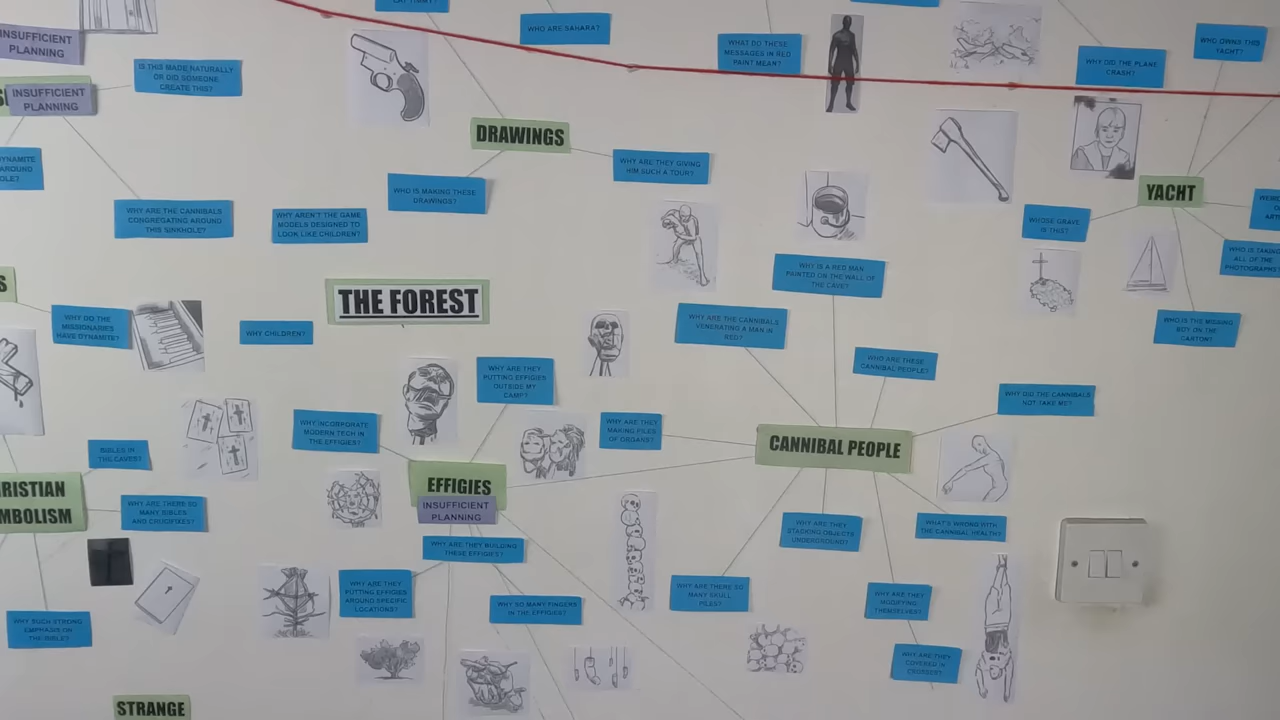 WHO ARE SAHARA?
WHAT DO THESE
MESSAGES IN RED
PAINT MEAN?
WHO OWNS THIS
YACHT?
WHY DID THE PLANE
CRASH?
INSUFFICIENT
PLANNING
IS THIS MADE NATURALLY
OR DID SOMEONE
CREATE THIS?
INSUFFICIENT
PLANNING
DRAWINGS
WHY ARE THEY GIVING
HIM SUCH A TOUR?
WHO IS MAKING THESE
DRAWINGS?
YACHT
WHY ARE THE CANNIBALS
CONGREGATING AROUND
THIS SINKHOLE?
WHY AREN'T THE GAME
MODELS DESIGNED TO
LOOK LIKE CHILDREN?
WHOSE GRAVE
IS THIS?
WHO IS TAKING
ALL OF THE
PHOTOGRAPHS
WHY IS A RED MAN
PAINTED ON THE WALL OF
THE CAVE?
THE FOREST
WHY DO THE
MISSIONARIES
HAVE DYNAMITE?
WHY CHILDREN?
WHY ARE THE CANNIBALS
VENERATING A MAN IN
RED?
WHO IS THE MISSING
BOY ON THE
CARTON?
WHO ARE THESE
CANNIBAL PEOPLE?
WHY ARE THEY
PUTTING EFFIGIES
OUTSIDE MY
CAMP?
WHY DID THE CANNIBALS
NOT TAKE ME?
WHY INCORPORATE
MODERN TECH IN
THE EFFIGIES?
WHY ARE THEY
MAKING PILES
OF ORGANS?
CANNIBAL PEOPLE
BIBLES IN
THE CAVES?
EFFIGIES
INSUFFICIENT
PLANNING
RISTIAN
MBOLISM
WHY ARE THERE SO
MANY BIBLES
AND CRUCIFIXES?
WHY ARE THEY
STACKING OBJECTS
UNDERGROUND?
WHAT'S WRONG WITH
THE CANNIBAL HEALTH?
WHY ARE THEY BUILDING
THESE EFFIGIES?
WHY ARE THEY
PUTTING EFFIGIES
AROUND SPECIFIC
LOCATIONS?
WHY SO MANY FINGERS
IN THE EFFIGIES?
WHY ARE THERE SO
MANY SKULL
PILES?
WHY ARE THEY
MODIFYING
THEMSELVES?
WHY SUCH STRONG
EMPHASIS ON
THE BIBLE?
WHY ARE THEY
COVERED IN
STRANGE